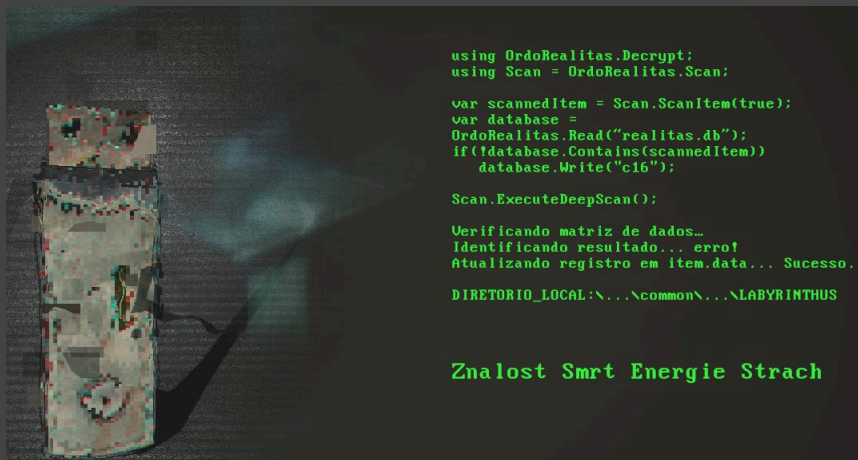 using OrdoRealitas.Decrypt;
using Scan = OrdoRealitas.Scan;
var scannedItem = Scan.ScanItem(true);
var database =
OrdoRealitas.Read(“realitas.db”);
if(!database.Contains(scannedItem))
database.Write("c16");
Scan.ExecuteDeepScan();
Verificando matriz de dados…
Identificando resultado... erro!
Atualizando registro em item.data... Sucesso.
DIRETORIO_LOCAL:\...\common\...\LABYRINTHUS
Znalost Smrt Energie Strach